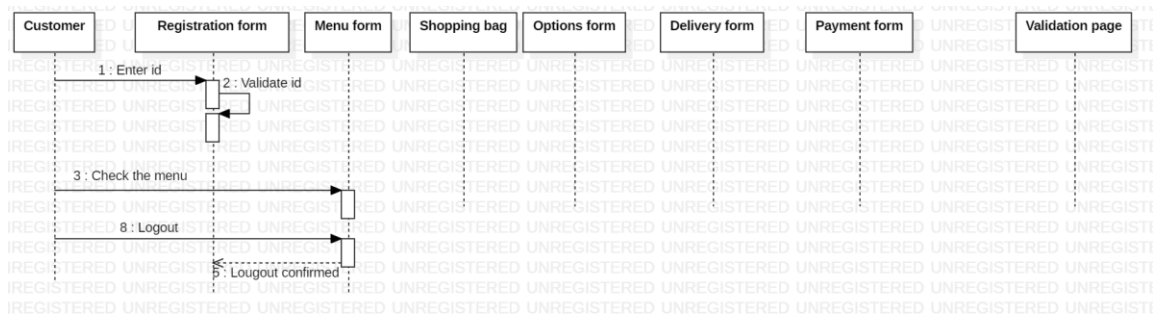 Customer
Registration form
Menu form
Shopping bag
Options form
Delivery form
Payment form
Validation page
1 : Enter id
2 : Validate id
3 : Check the menu
8 : Logout
: Lougout confirmed